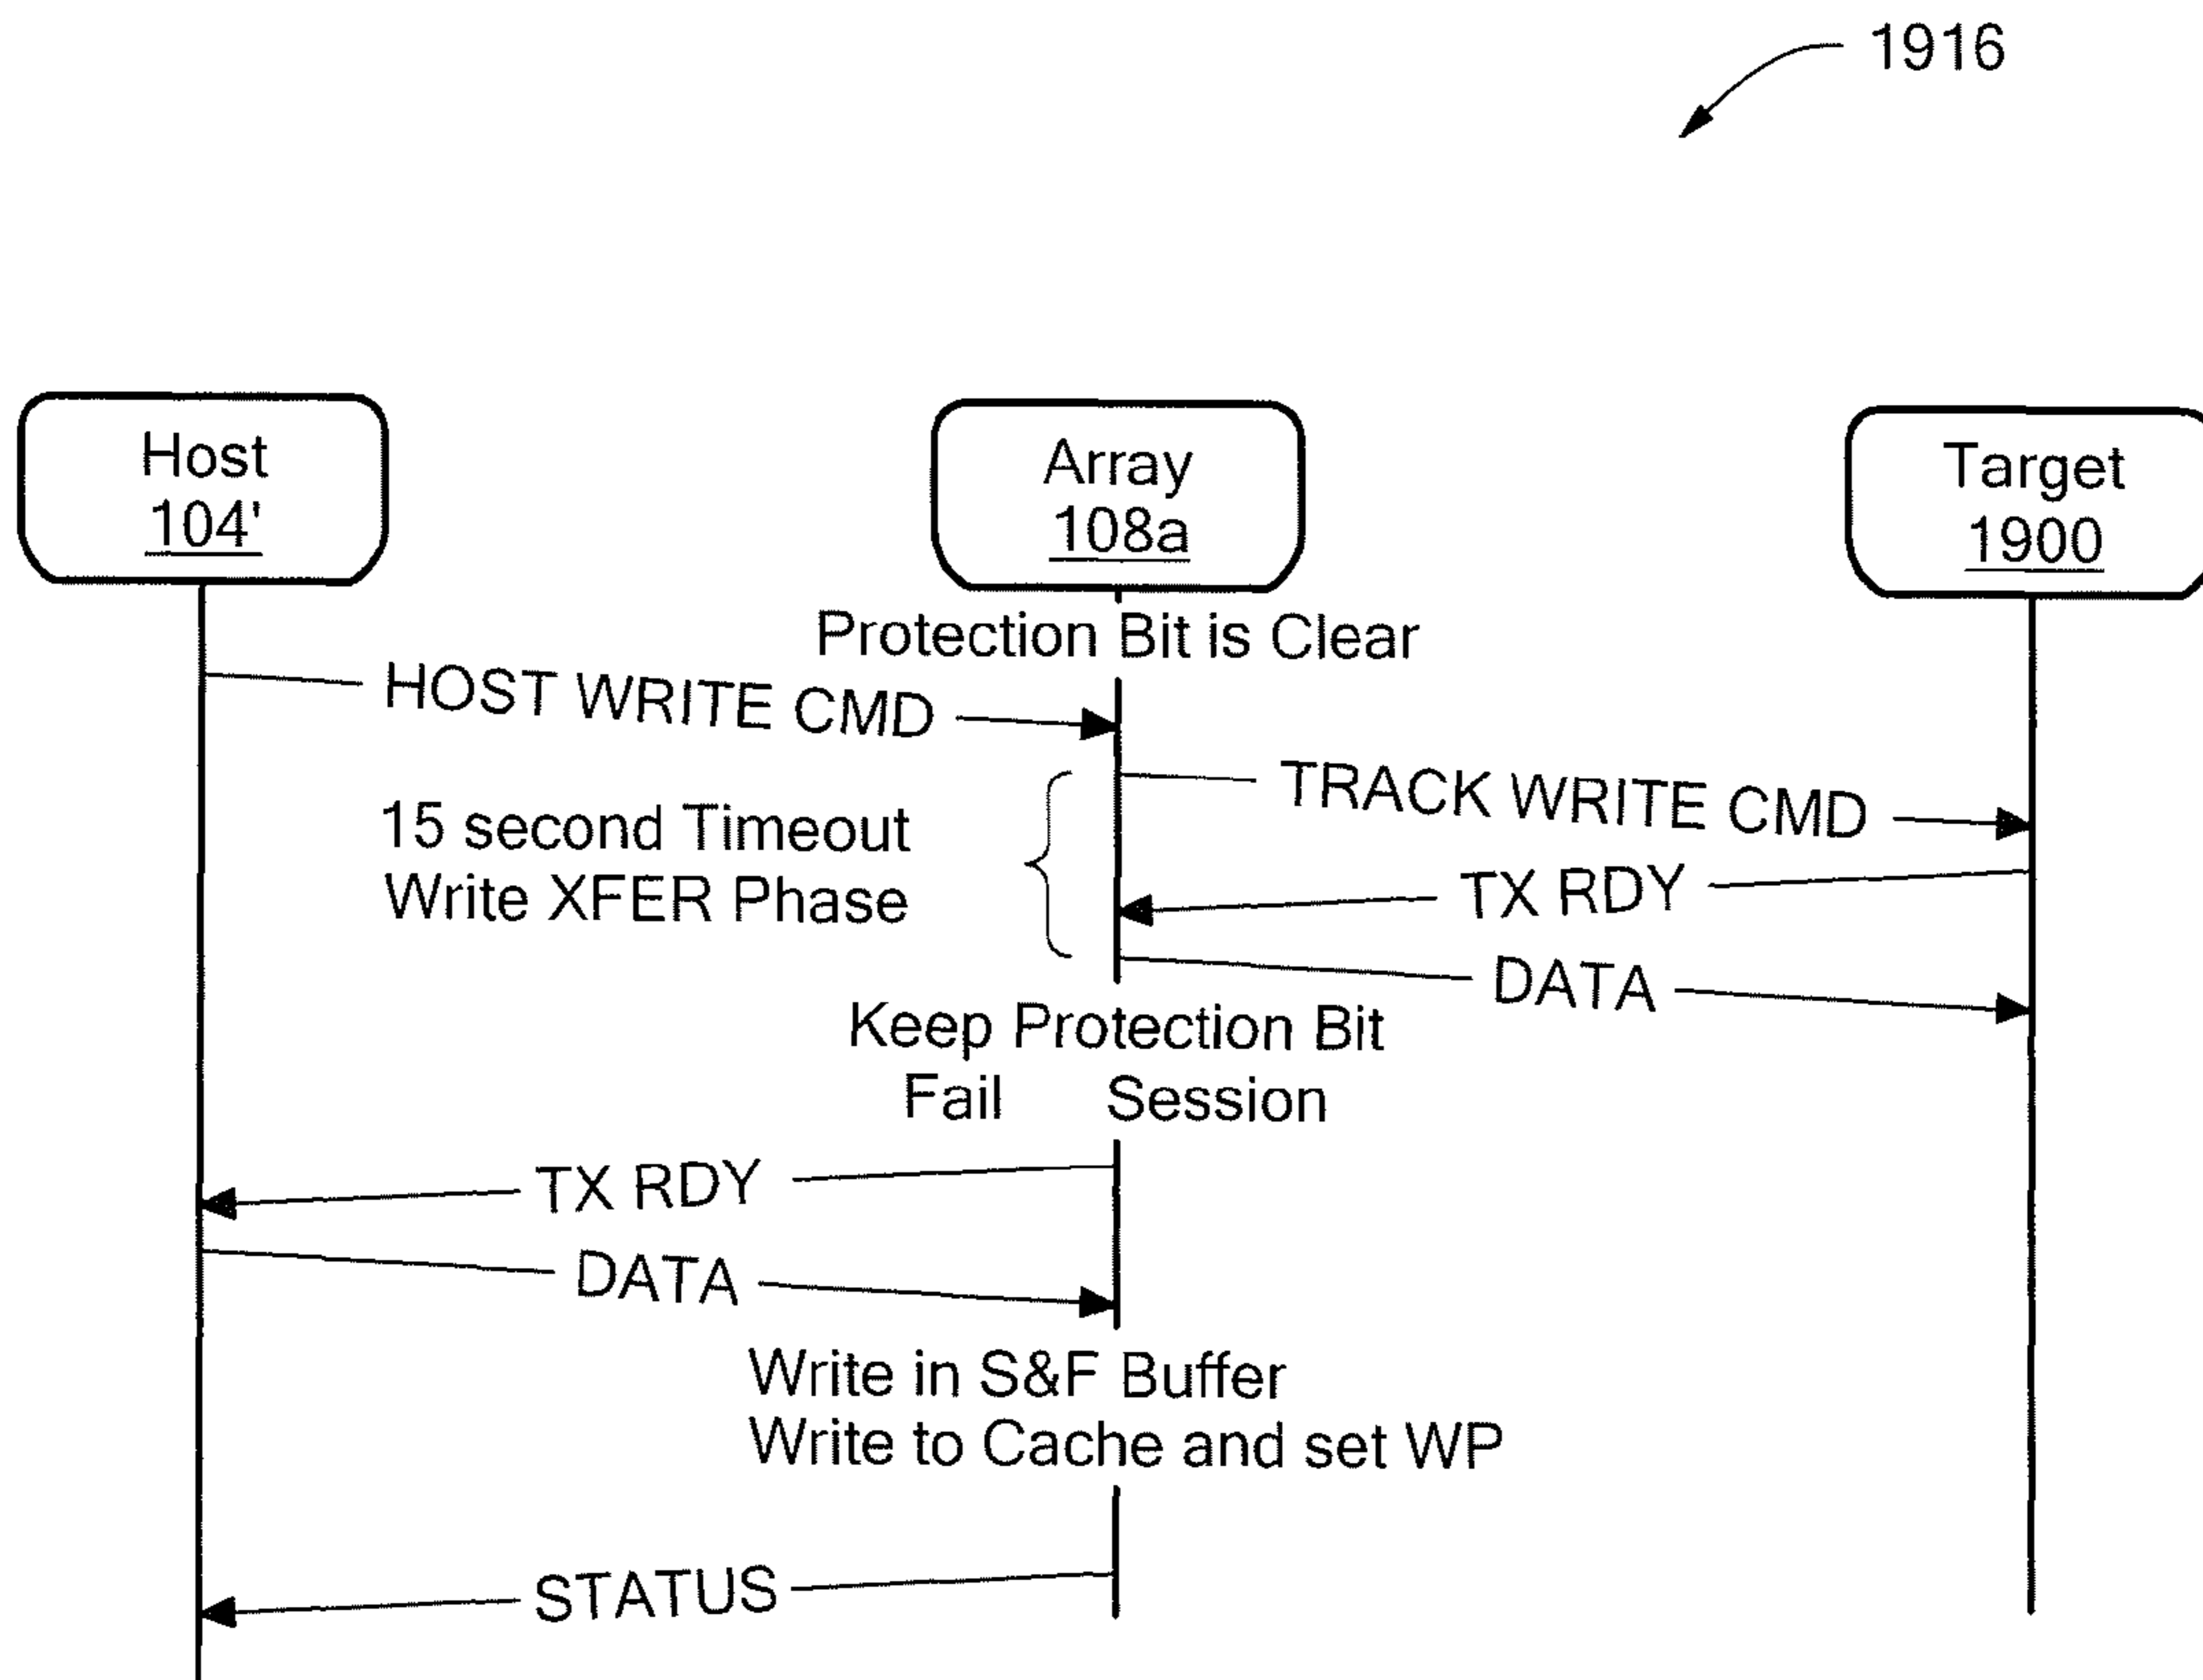 1916
Host
104'
Array
108a
Target
1900
Protection Bit is Clear
HOST WRITE CMD
TRACK WRITE CMD
15 second Timeout
Write XFER Phase
TX RDY
DATA
Keep Protection Bit
Fail Session
TX RDY
DATA
Write in S&F Buffer
Write to Cache and set WP
STATUS